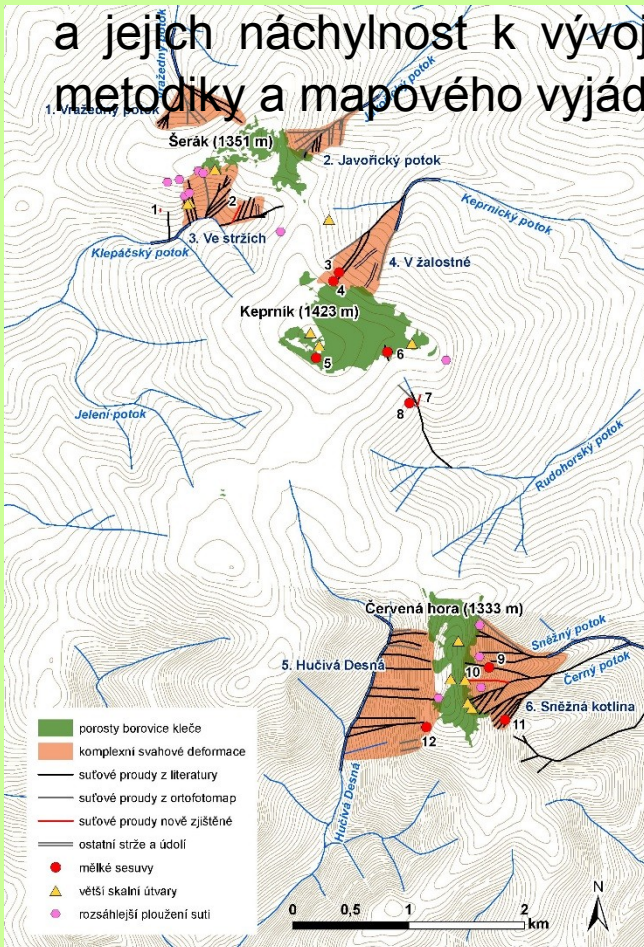 a jejich náchylnost k vývoj
metodiky a mapového vyjád
1. Vražedný potok
Šerák (1351 m)
2. Javořický potok
1
2
3. Ve stržích
Klepáčský potok
Keprnický potok
3
4. V žalostné
4
Keprník (1423 m)
5
6
7
8
Jelení potok
Rudohorský potok
Červená hora (1333 m)
Sněžný potok
5. Hučivá Desná
9
10
Černý potok
6. Sněžná kotlina
11
12
Hučivá Desná
porosty borovice kleče
komplexní svahové deformace
suťové proudy z literatury
suťové proudy z ortofotomap
suťové proudy nově zjištěné
ostatní strže a údolí
mělké sesuvy
větší skalní útvary
rozsáhlejší ploužení suti
N
0 0,5 1 2
km